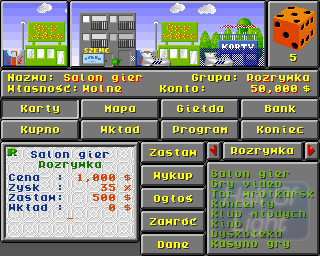 SZEMC
KARTY
5
Nazwa: Salon gier Grupa: Rozrywka
Własność: Wolne Konto: 50,000 $
Karty Mapa Giełda Bank
Kupno Wkład Program Koniec
R Salon gier
Rozrywka
Cena : 1,000 $
Zysk : 35 %
Zastaw: 500 $
Wkład : 0 $
Zastaw
Wykup
Ogłoś
Zamróź
Dane
Rozrywka
Salon gier
Gry video
Tor wrotkarsk
Koncerty
Klub młodych
Kino
Dyskoteka
Kasyno gry